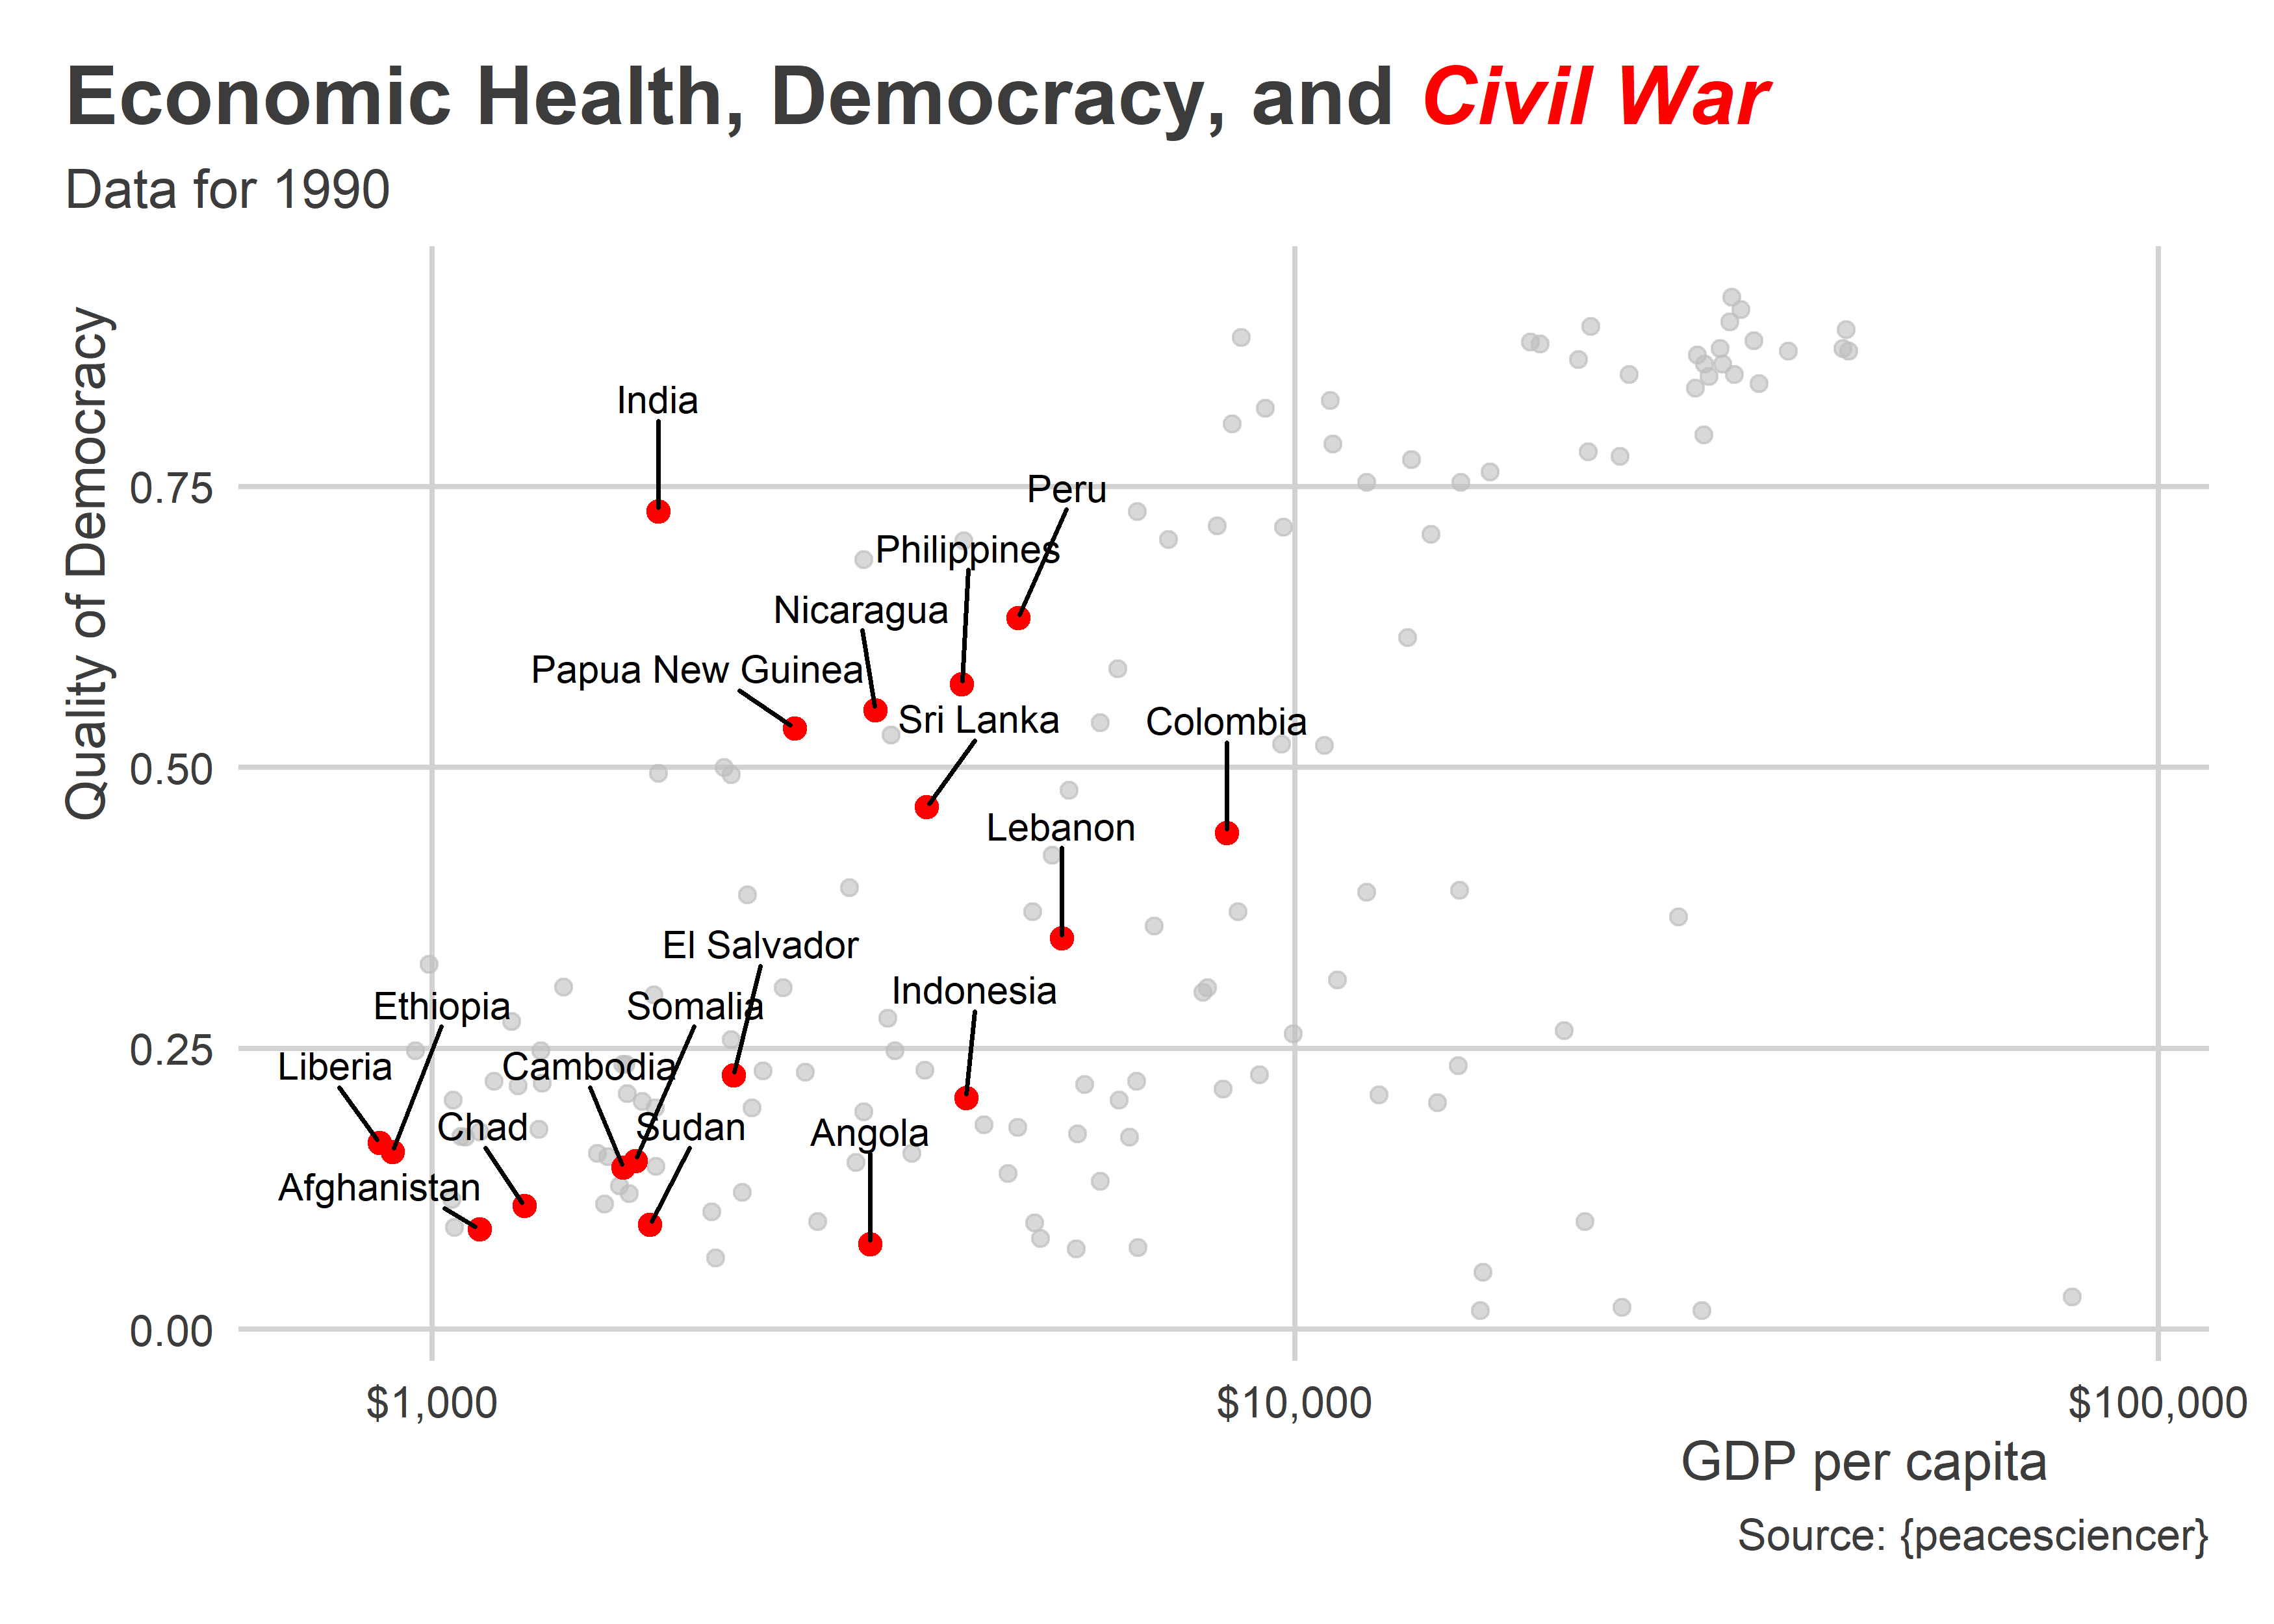 Economic Health, Democracy, and Civil War
Data for 1990
Quality of Democracy
India
0.75
Peru
Philippines
Nicaragua
Papua New Guinea
Sri Lanka
Colombia
0.50
Lebanon
El Salvador
Indonesia
Ethiopia
Somalia
0.25
Liberia
Cambodia
Chad
Sudan
Angola
Afghanistan
0.00
$1,000
$10,000
$100,000
GDP per capita
Source: {peacesciencer}